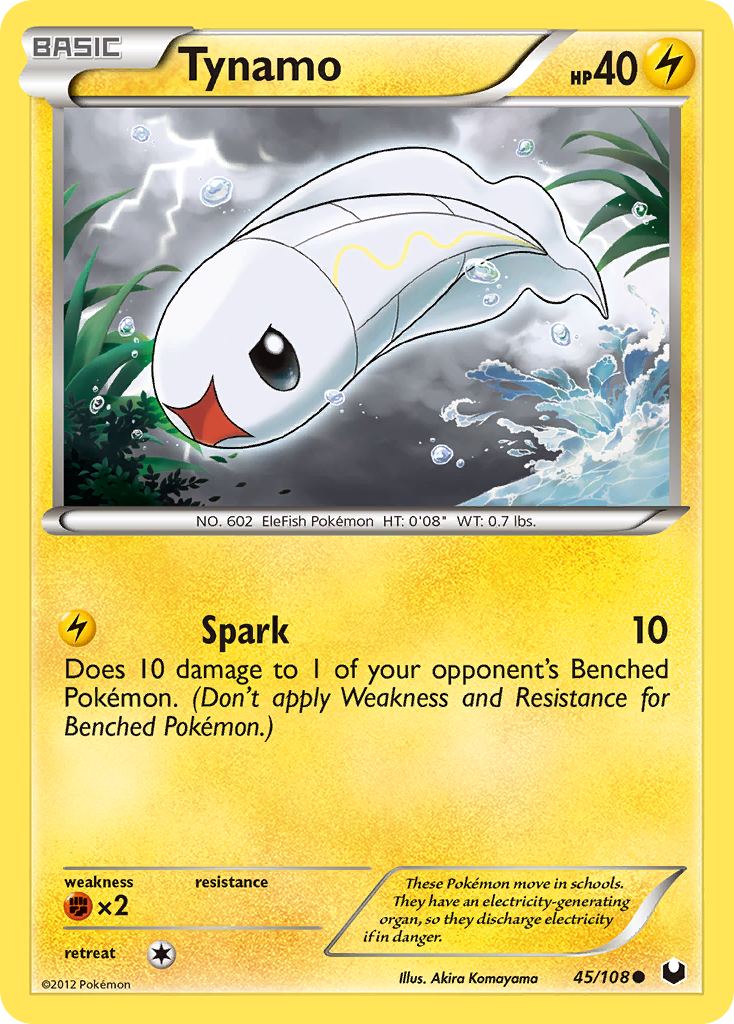 BASIC
Tynamo
HP40
NO. 602 EleFish Pokémon HT: 0'08" WT: 0.7 lbs.
Spark 10
Does 10 damage to 1 of your opponent's Benched
Pokémon. (Don't apply Weakness and Resistance for
Benched Pokémon.)
weakness resistance
×2
These Pokémon move in schools.
They have an electricity-generating
organ, so they discharge electricity
if in danger.
retreat
©2012 Pokémon
Illus. Akira Komayama
45/108